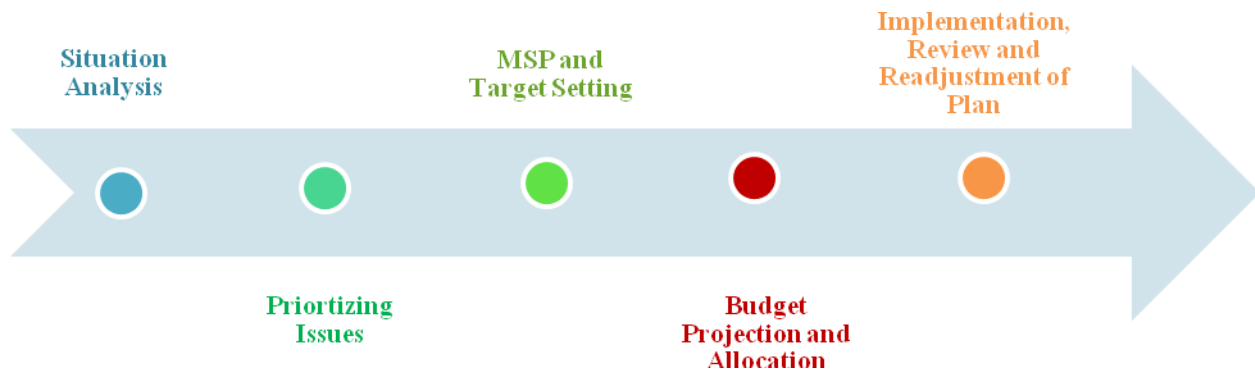 Situation
Analysis
Priortizing
Issues
MSP and
Target Setting
Budget
Projection and
Allocation
Implementation,
Review and
Readjustment of
Plan